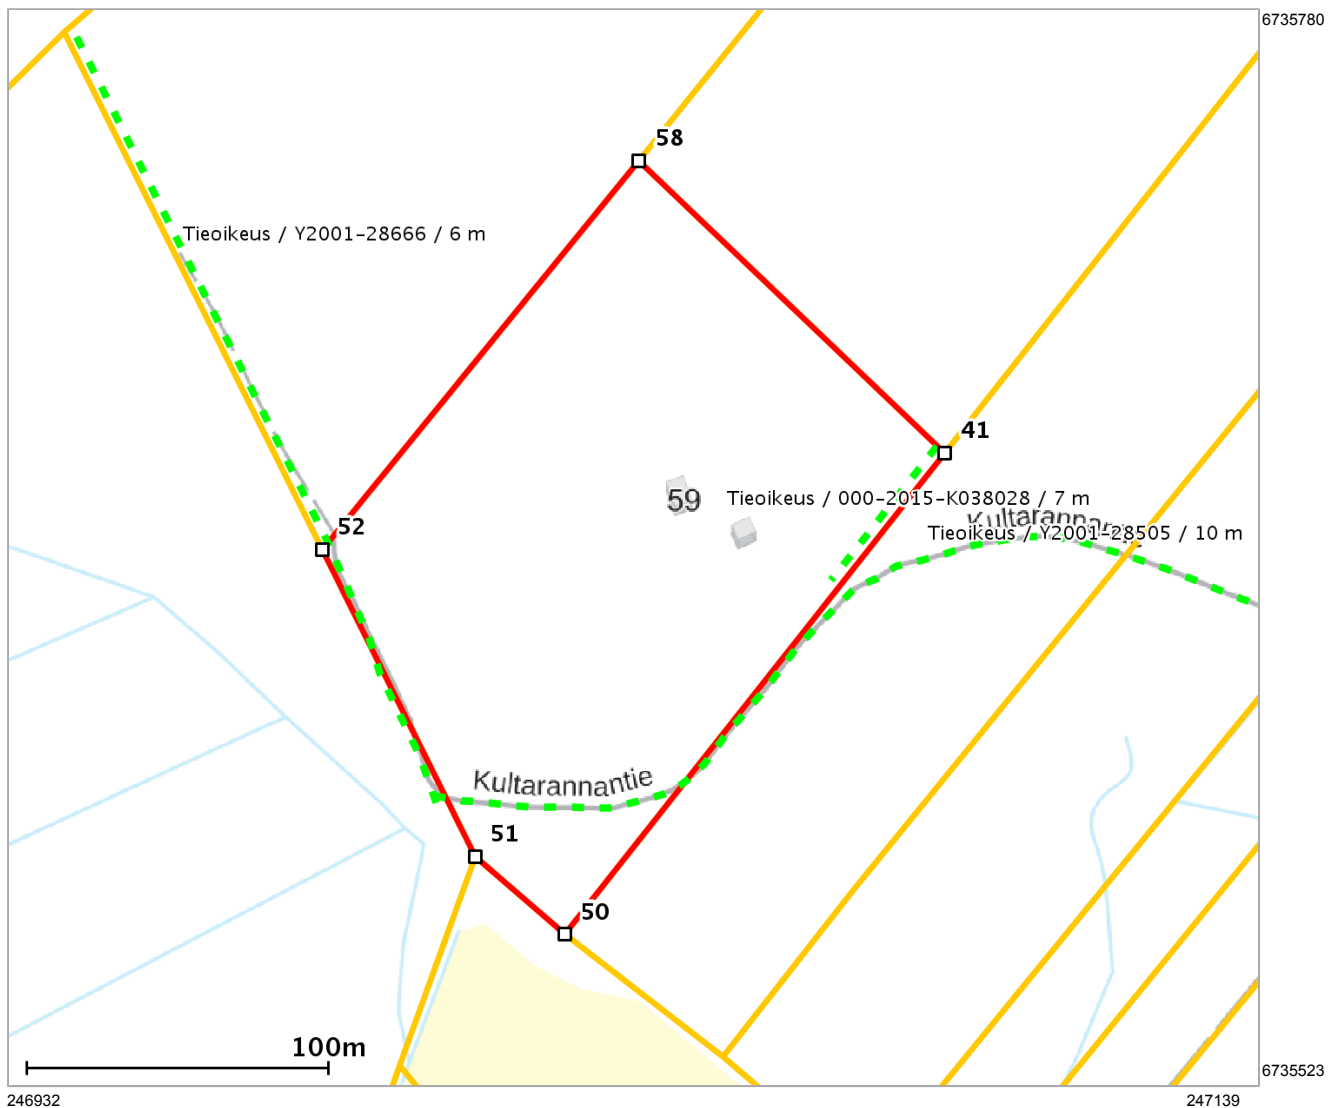 6735780
58
Tieoikeus / Y2001-28666 / 6 m
41
59
Tieoikeus / 000-2015-K038028 / 7 m
52
Tieoikeus / Y2001-28505 / 10 m
Kultarannantie
51
50
100m
6735523
246932
247139